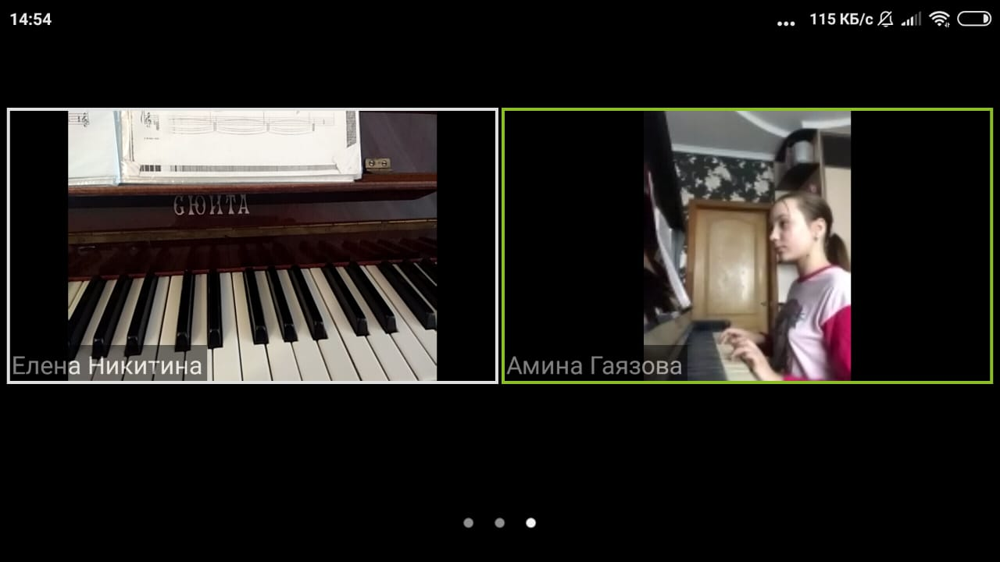 14:54
115 КБ/с
СЮИТА
Елена Никитина
Амина Гаязова